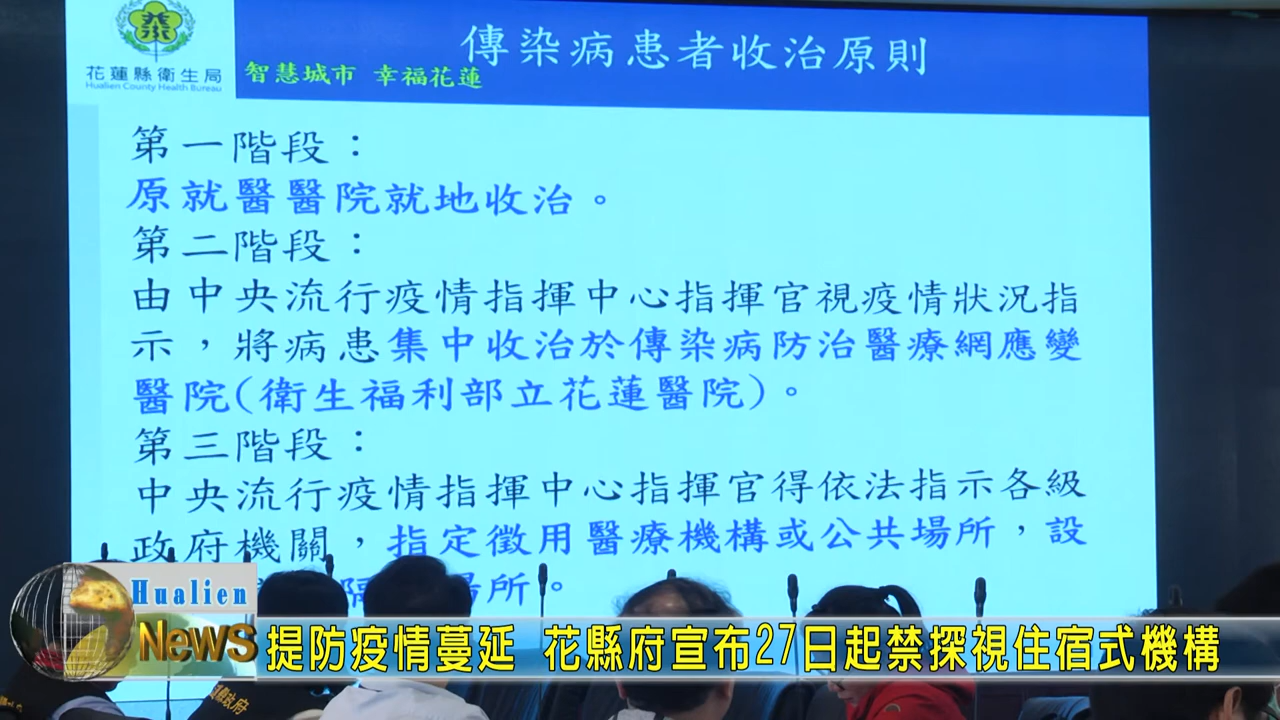 花蓮縣衛生局
Hualien County Health Bureau
智慧城市 幸福花蓮
傳染病患者收治原則
第一階段：
原就醫醫院就地收治。
第二階段：
由中央流行疫情指揮中心指揮官視疫情狀況指
示，將病患集中收治於傳染病防治醫療網應變
醫院(衛生福利部立花蓮醫院)。
第三階段：
中央流行疫情指揮中心指揮官得依法指示各級
政府機關，指定徵用醫療機構或公共場所，設
隔 場所。
Hualien
News
提防疫情蔓延 花縣府宣布27日起禁探視住宿式機構
縣政府